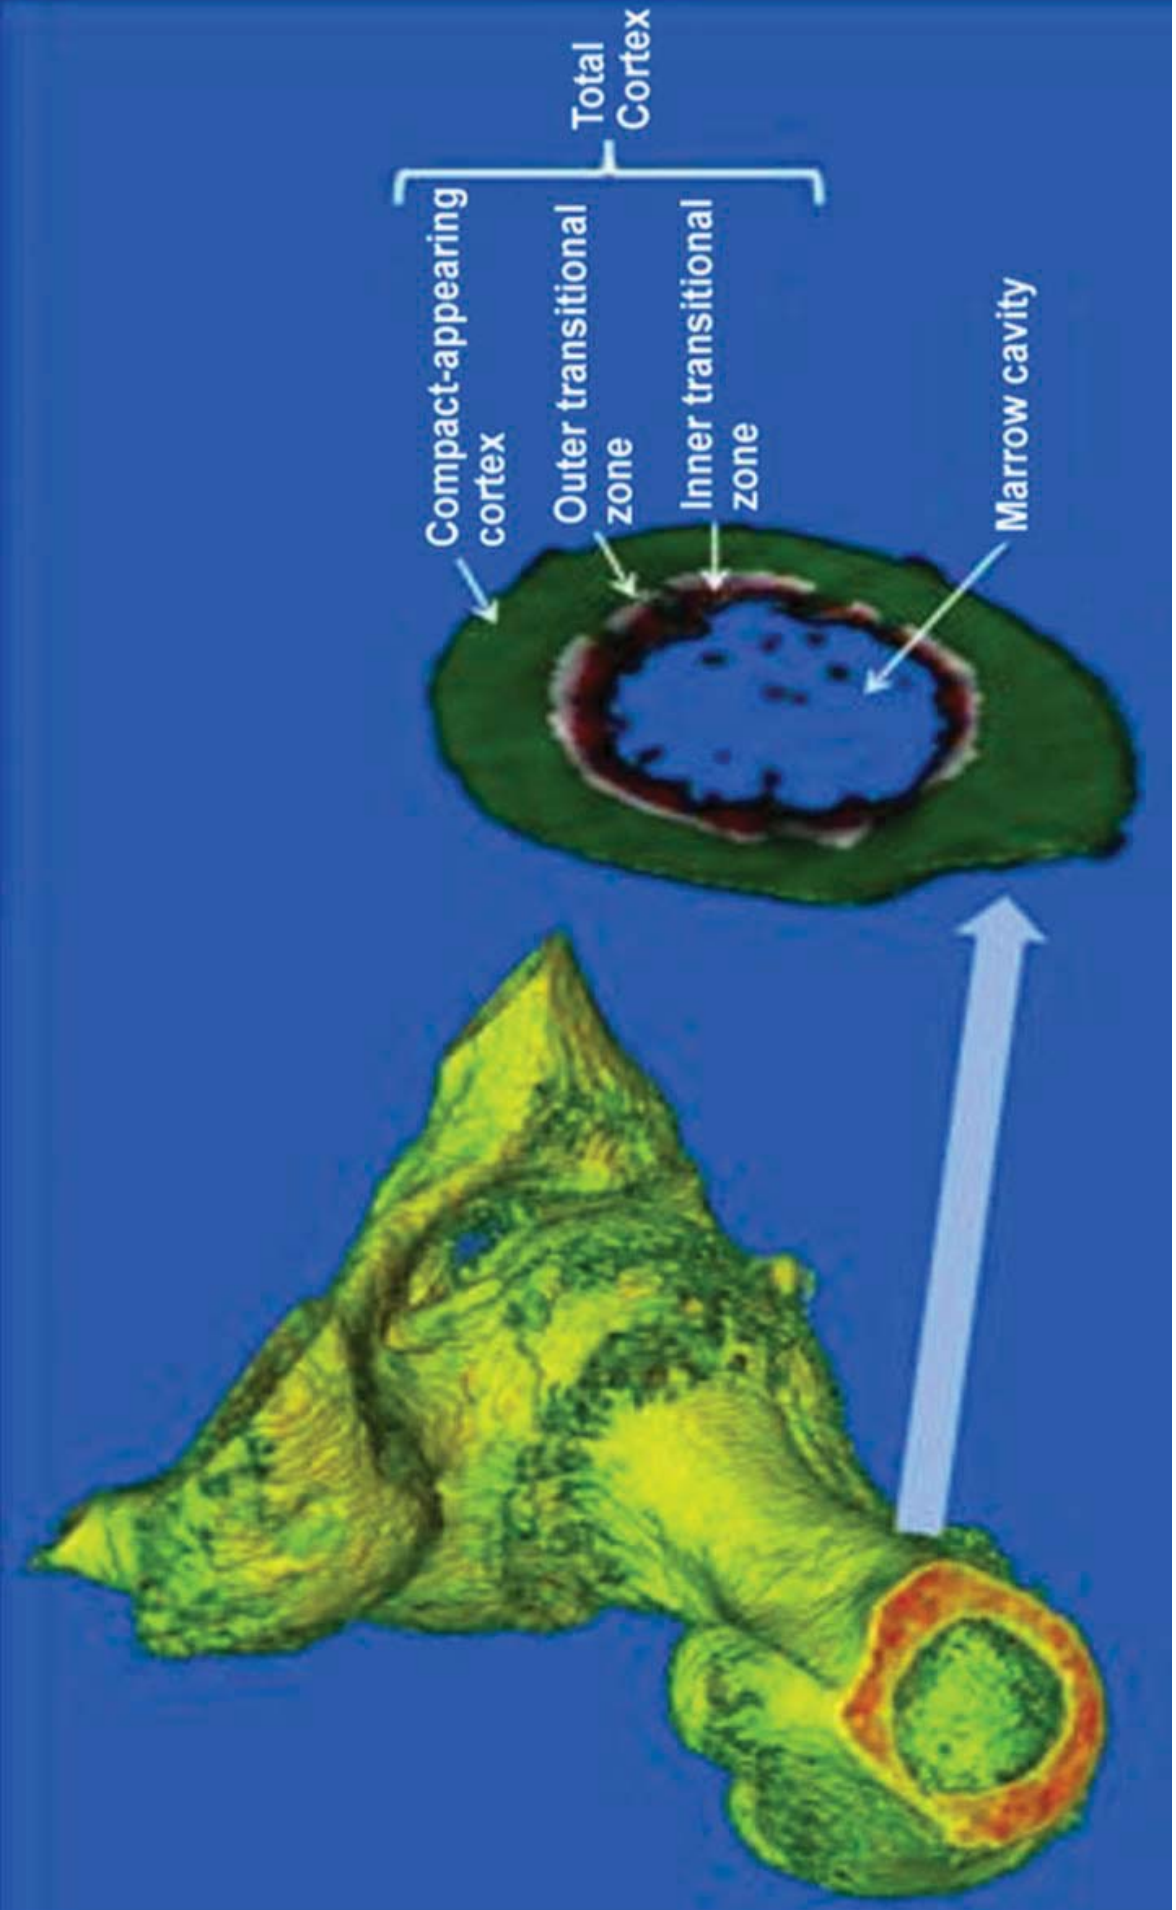 Compact-appearing
cortex
Outer transitional
zone
Inner transitional
zone
Total
Cortex
Marrow cavity